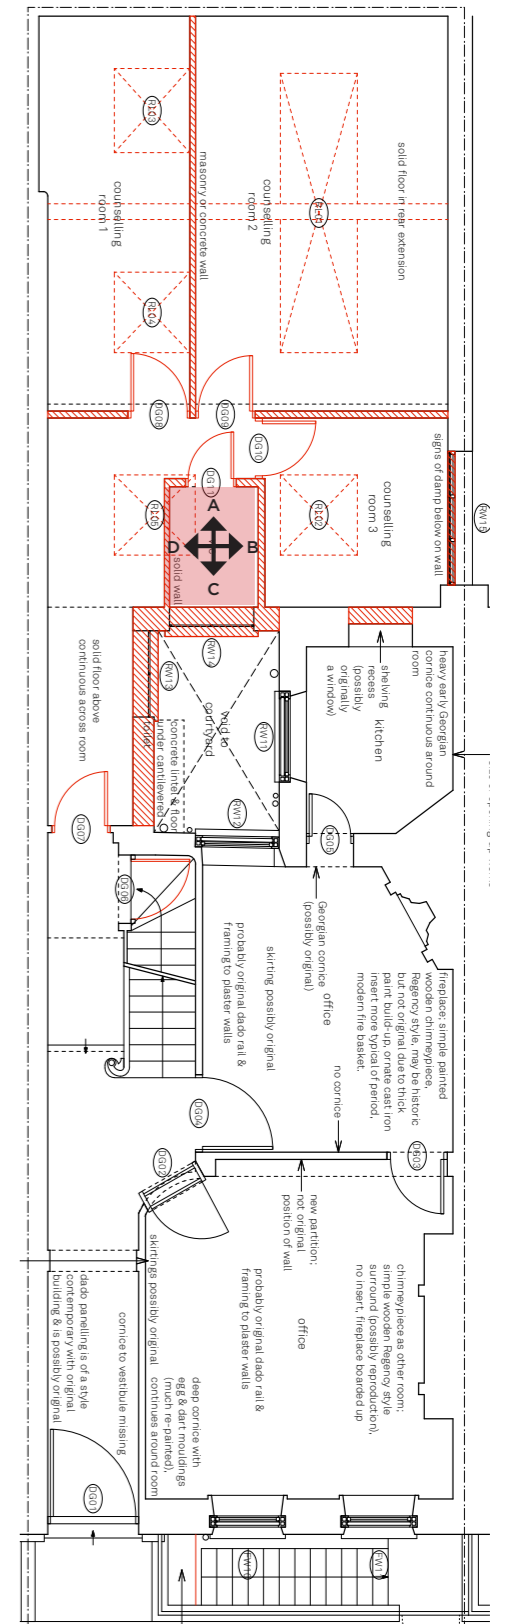 RL03
counselling
room 1
RL04
masonry or concrete wall
counselling
room 2
GL01
solid floor in rear extension
DG08
DG09
DG10
DG11
RL05
RL02
counselling
room 3
signs of damp below on wall
RW15
A
B
C
D
solid wall
solid floor above
continuous across room
RW13
RW14
void to
courtyard
concrete lintel & floor
under cantilevered
toilet
RW11
RW12
shelving
recess
(possibly
originally
a window)
kitchen
heavy early Georgian
cornice continuous around
room
DG07
DG06
DG05
Georgian cornice
(possibly original)
office
skirting possibly original
probably original dado rail &
framing to plaster walls
fireplace; simple painted
wooden chimneypiece,
Regency style, may be historic
but not original due to thick
paint build-up, ornate cast iron
insert more typical of period,
modern fire basket.
no cornice
DG04
DG03
DG02
new partition;
not original
position of wall
office
probably original dado rail &
framing to plaster walls
chimneypiece as other room;
simple wooden Regency style
surround (possibly reproduction),
no insert, fireplace boarded up
skirtings possibly original
deep cornice with
egg & dart mouldings
(much re-painted),
continues around room
cornice to vestibule missing
dado panelling is of a style
contemporary with original
building & is possibly original
DG01
FW10
FW11